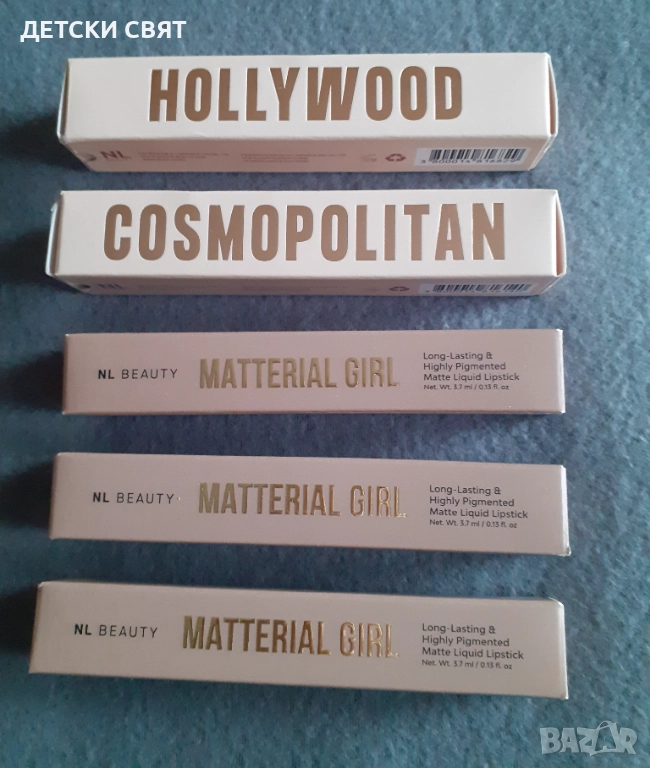 ДЕТСКИ СВЯТ
HOLLYWOOD
NL
COSMOPOLITAN
NL
NL BEAUTY MATTERIAL GIRL
Long-Lasting &
Highly Pigmented
Matte Liquid Lipstick
Net. Wt. 3.7 ml / 0.13 fl. oz
NL BEAUTY MATTERIAL GIRL
Long-Lasting &
Highly Pigmented
Matte Liquid Lipstick
Net. Wt. 3.7 ml / 0.13 fl. oz
NL BEAUTY MATTERIAL GIRL
Long-Lasting &
Highly Pigmented
Matte Liquid Lipstick
Net. Wt. 3.7 ml / 0.13 fl. oz
BAZAR